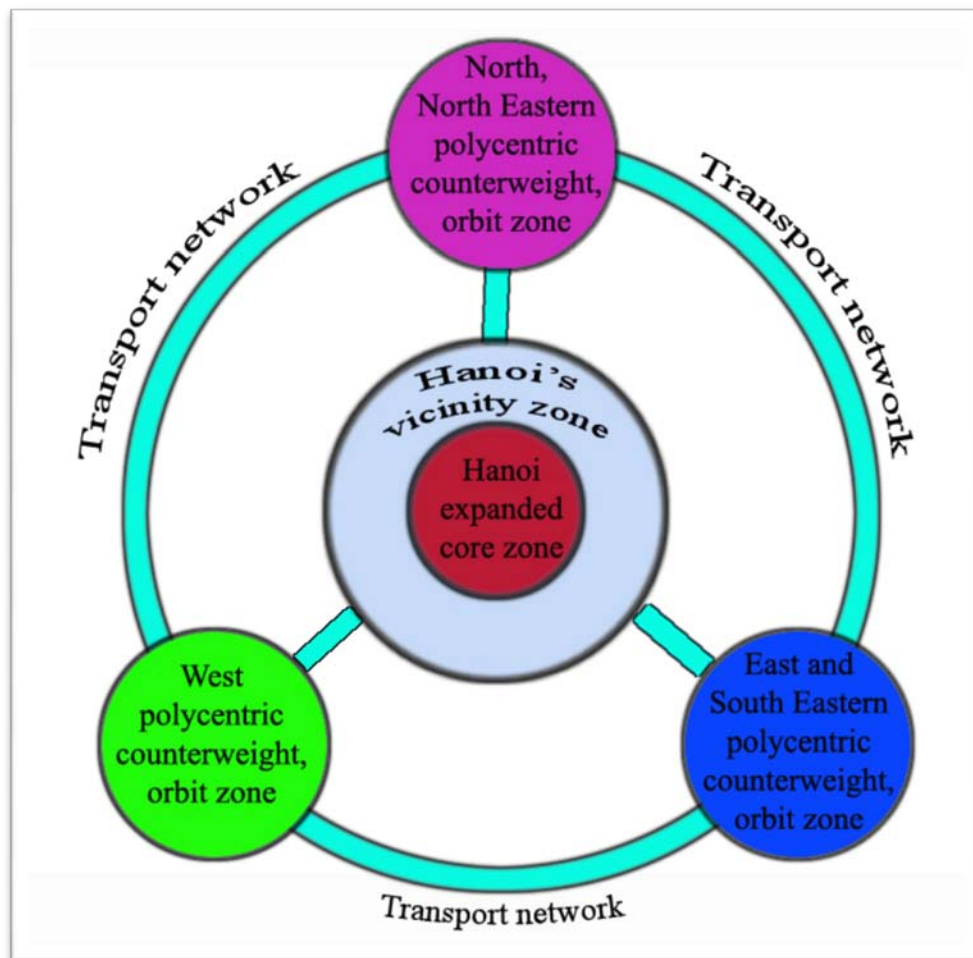 North,
North Eastern
polycentric
counterweight,
orbit zone
Transport network
Transport network
Hanoi's
vicinity zone
Hanoi
expanded
core zone
West
polycentric
counterweight,
orbit zone
East and
South Eastern
polycentric
counterweight,
orbit zone
Transport network